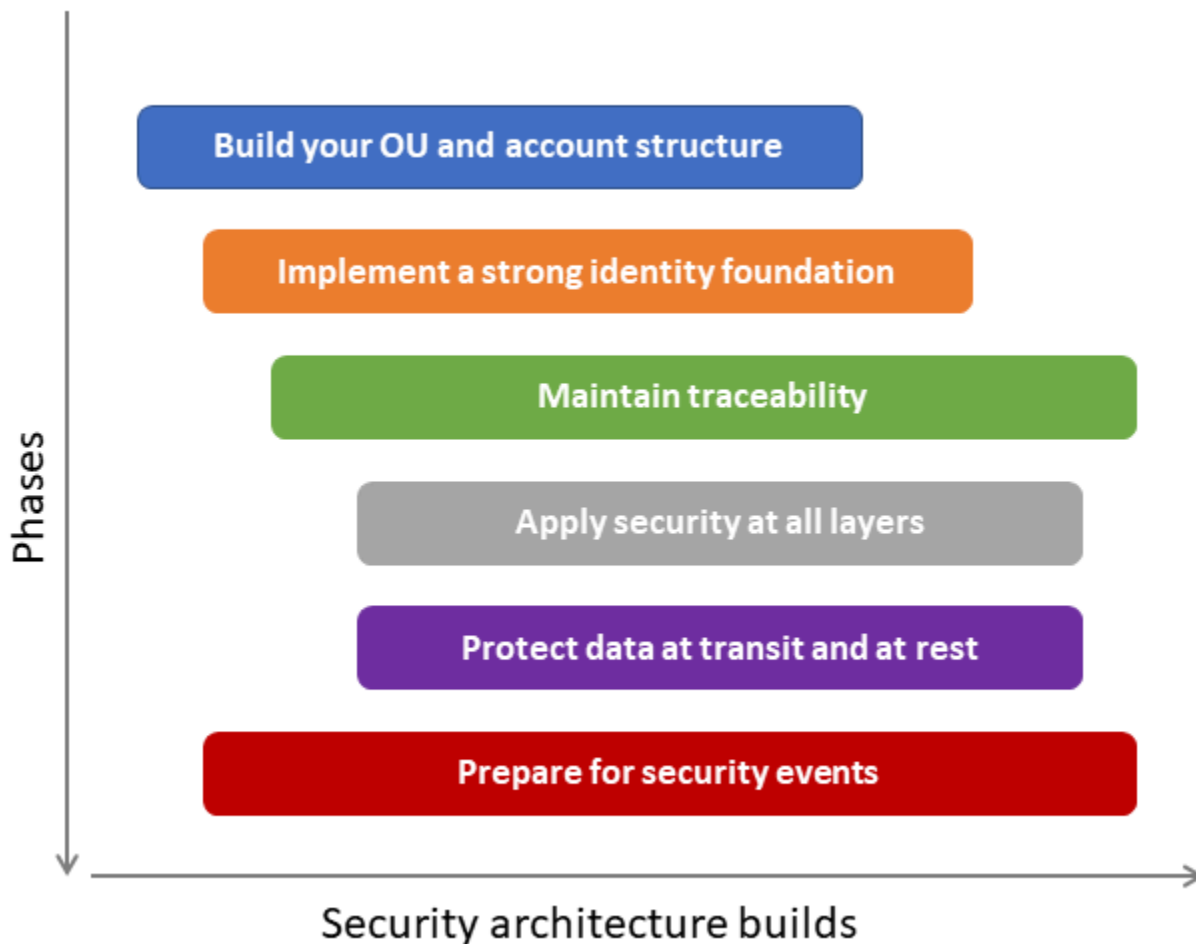 Build your OU and account structure
Implement a strong identity foundation
Maintain traceability
Apply security at all layers
Protect data at transit and at rest
Prepare for security events
Phases
Security architecture builds